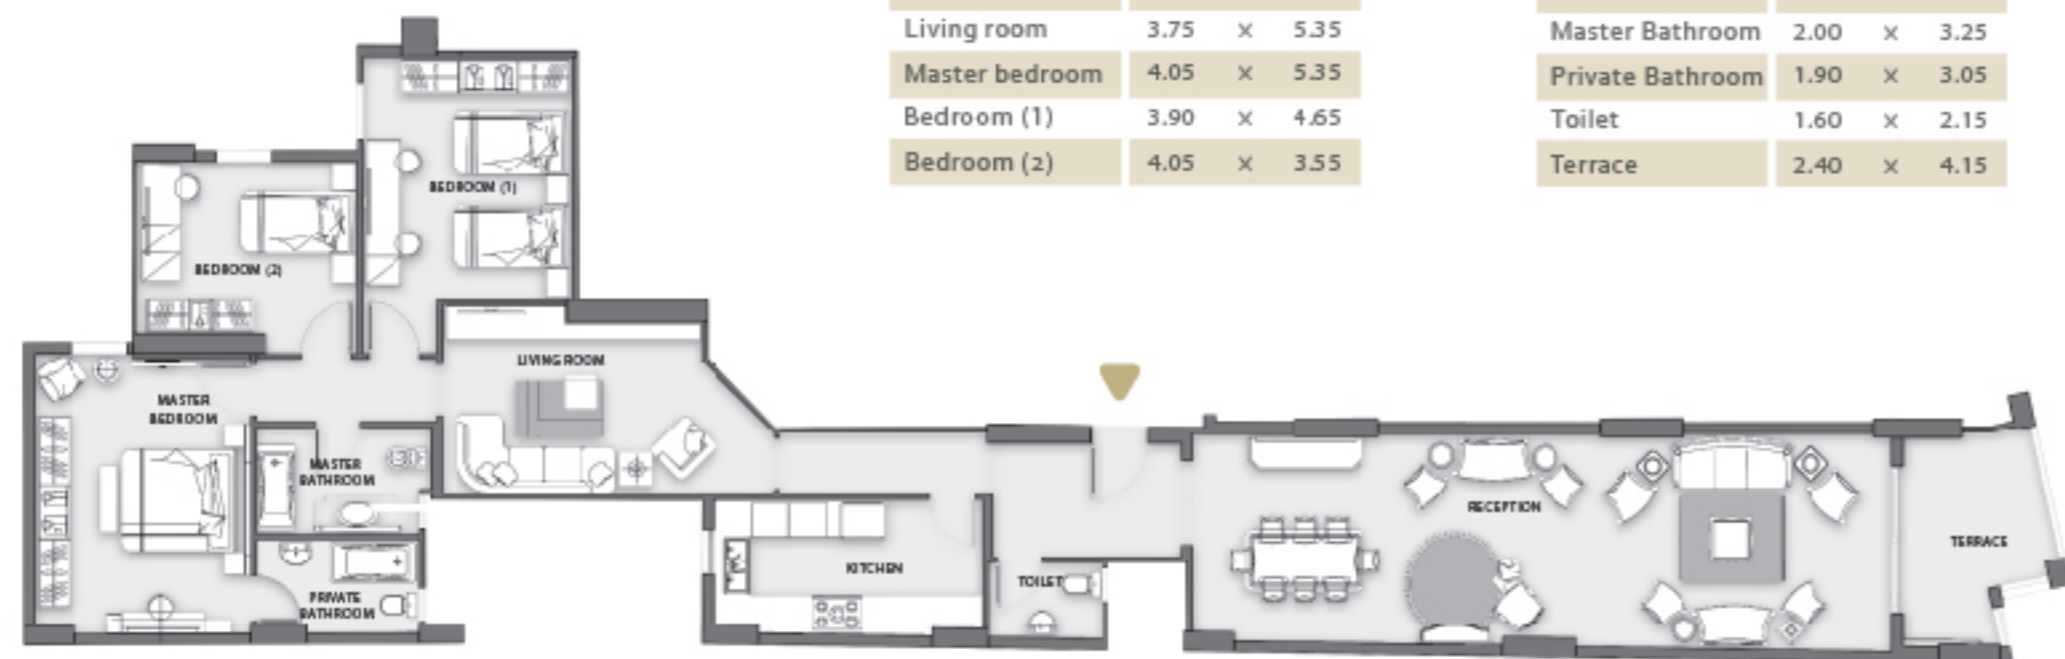 Living room 3.75 × 5.35
Master bedroom 4.05 × 5.35
Bedroom (1) 3.90 × 4.65
Bedroom (2) 4.05 × 3.55
Master Bathroom 2.00 × 3.25
Private Bathroom 1.90 × 3.05
Toilet 1.60 × 2.15
Terrace 2.40 × 4.15
BEDROOM (1)
BEDROOM (2)
LIVING ROOM
MASTER
BEDROOM
MASTER
BATHROOM
PRIVATE
BATHROOM
KITCHEN
TOILET
RECEPTION
TERRACE